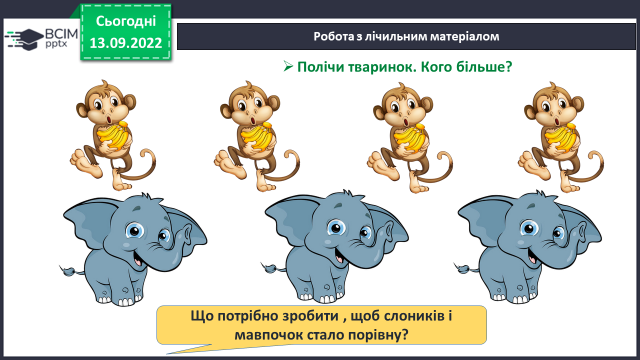 Сьогодні
13.09.2022
BCIM
pptx
Робота з лічильним матеріалом
Полічи тваринок. Кого більше?
Що потрібно зробити , щоб слоників і
мавпочок стало порівну?